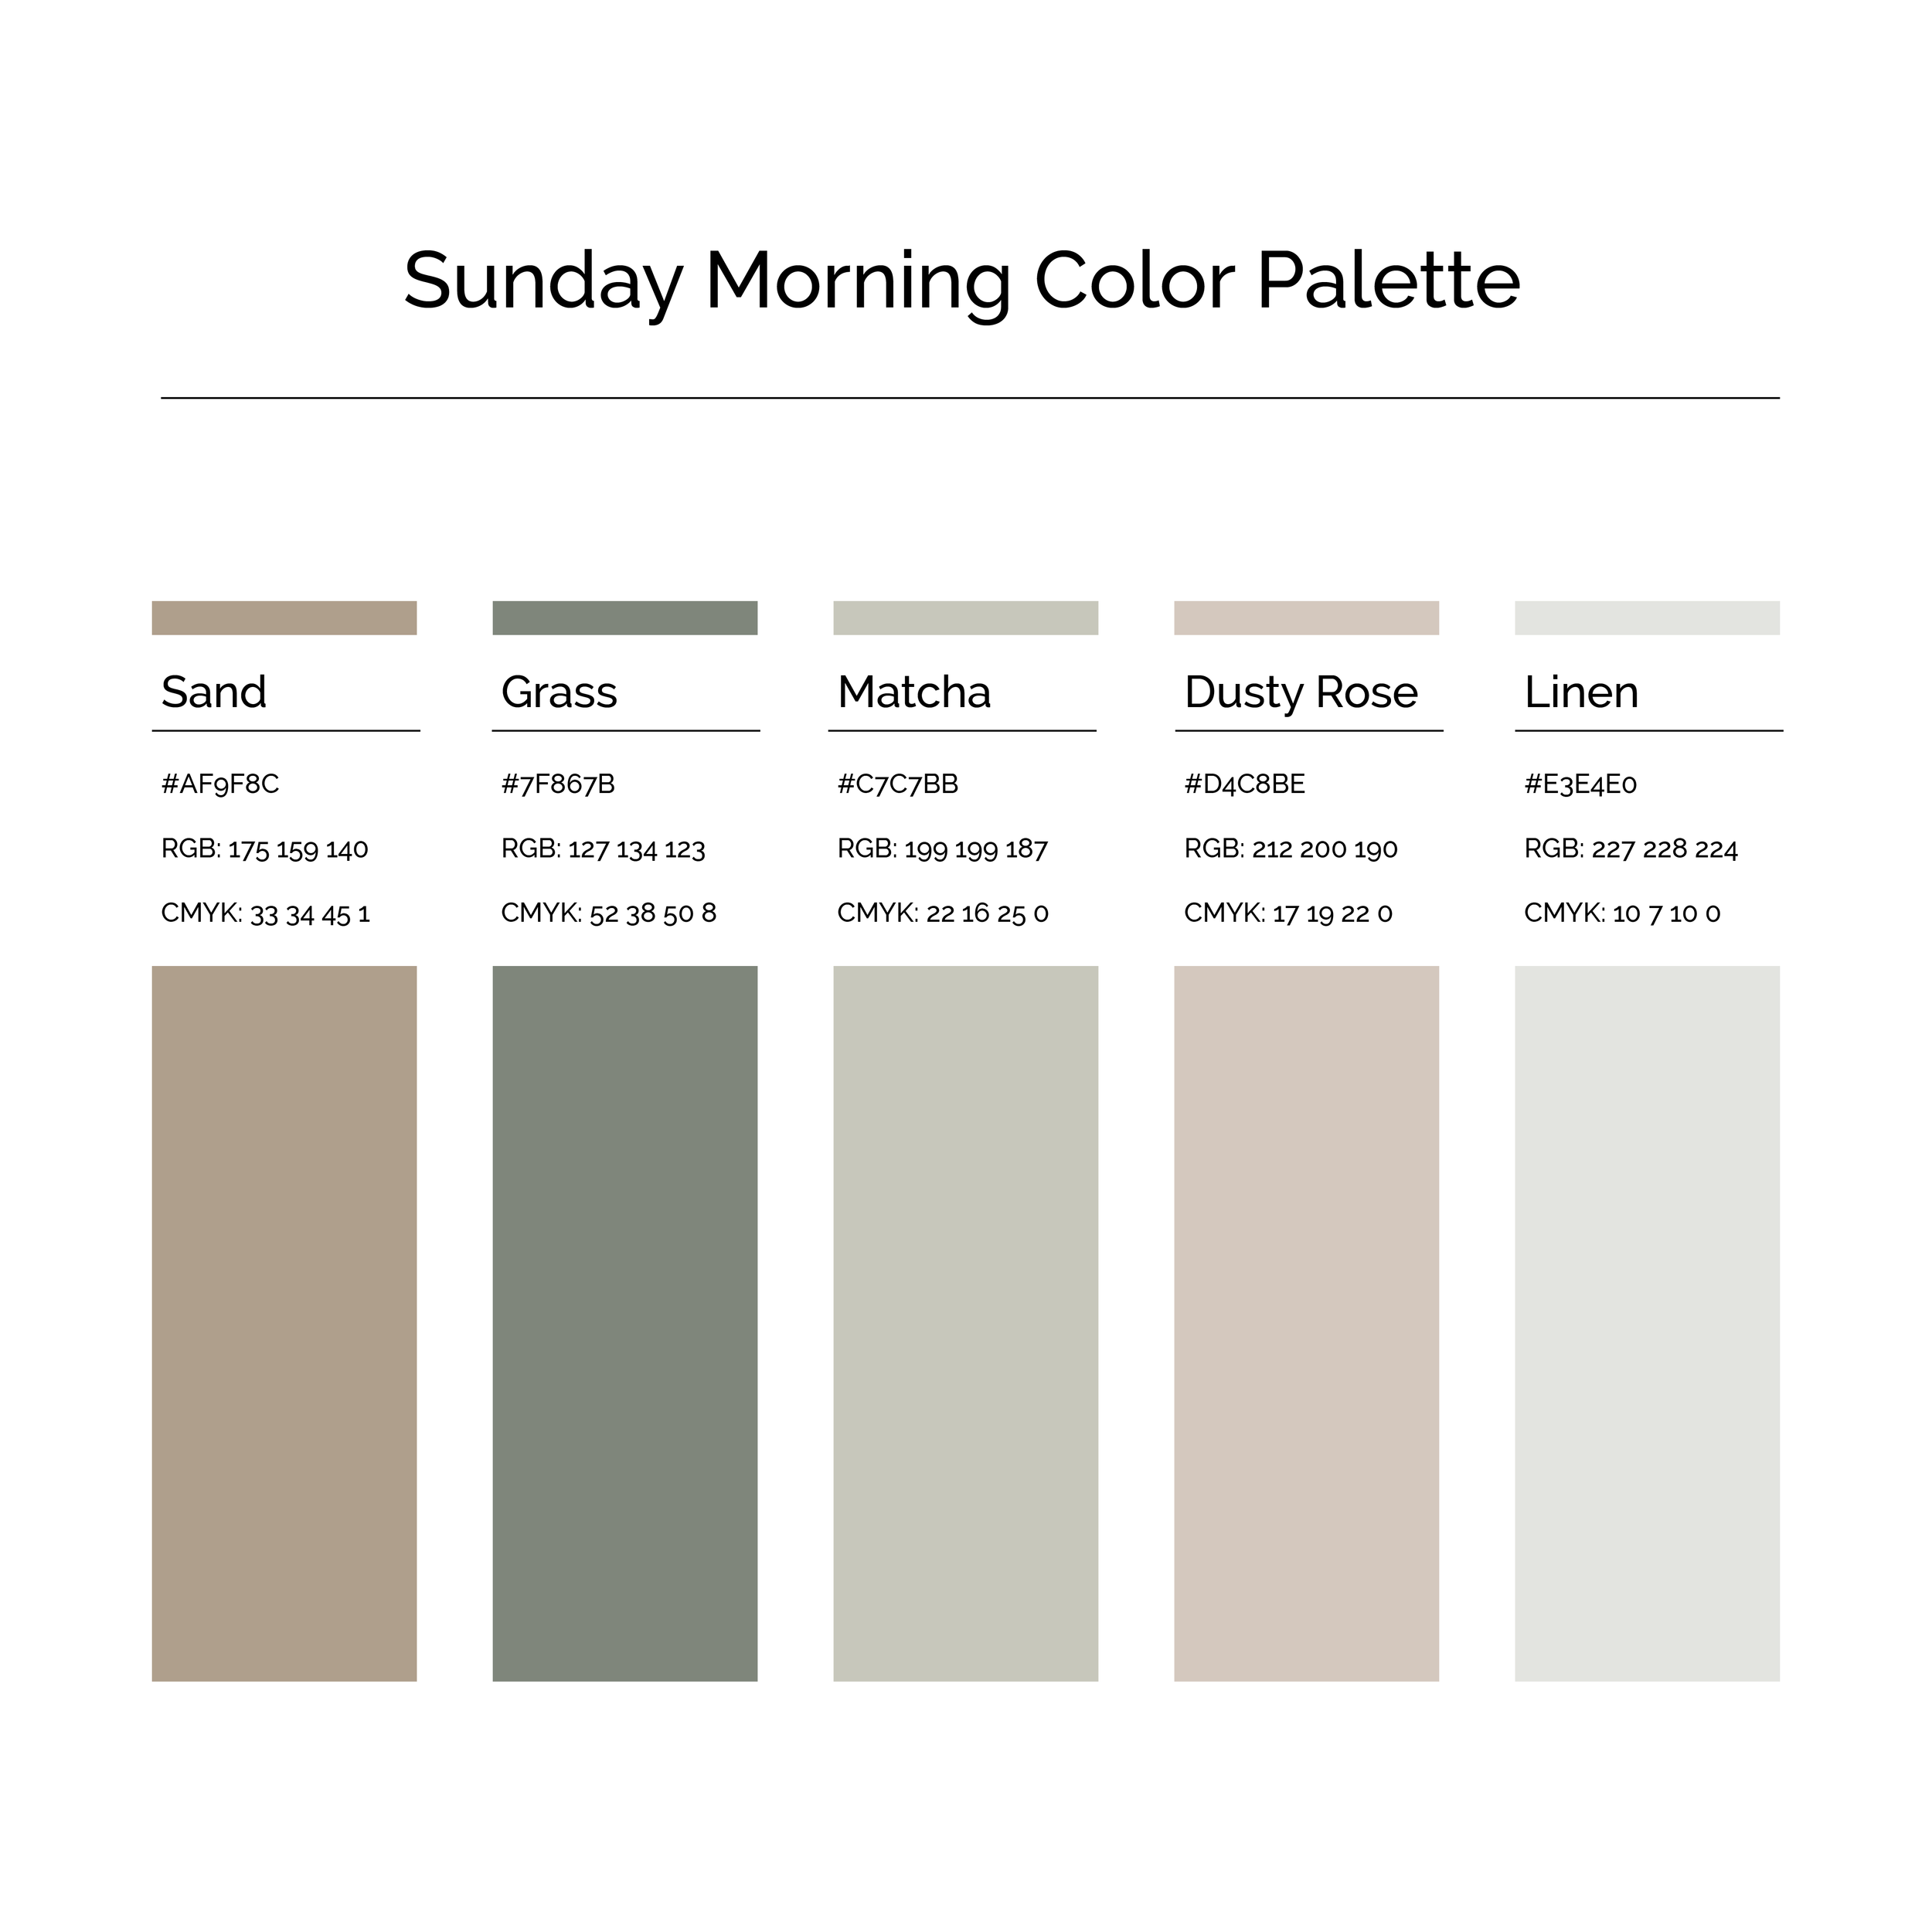 Sunday Morning Color Palette
Sand
#AF9F8C
RGB: 175 159 140
CMYK: 33 34 45 1
Grass
#7F867B
RGB: 127 134 123
CMYK: 52 38 50 8
Matcha
#C7C7BB
RGB: 199 199 187
CMYK: 22 16 25 0
Dusty Rose
#D4C8BE
RGB: 212 200 190
CMYK: 17 19 22 0
Linen
#E3E4E0
RGB: 227 228 224
CMYK: 10 7 10 0